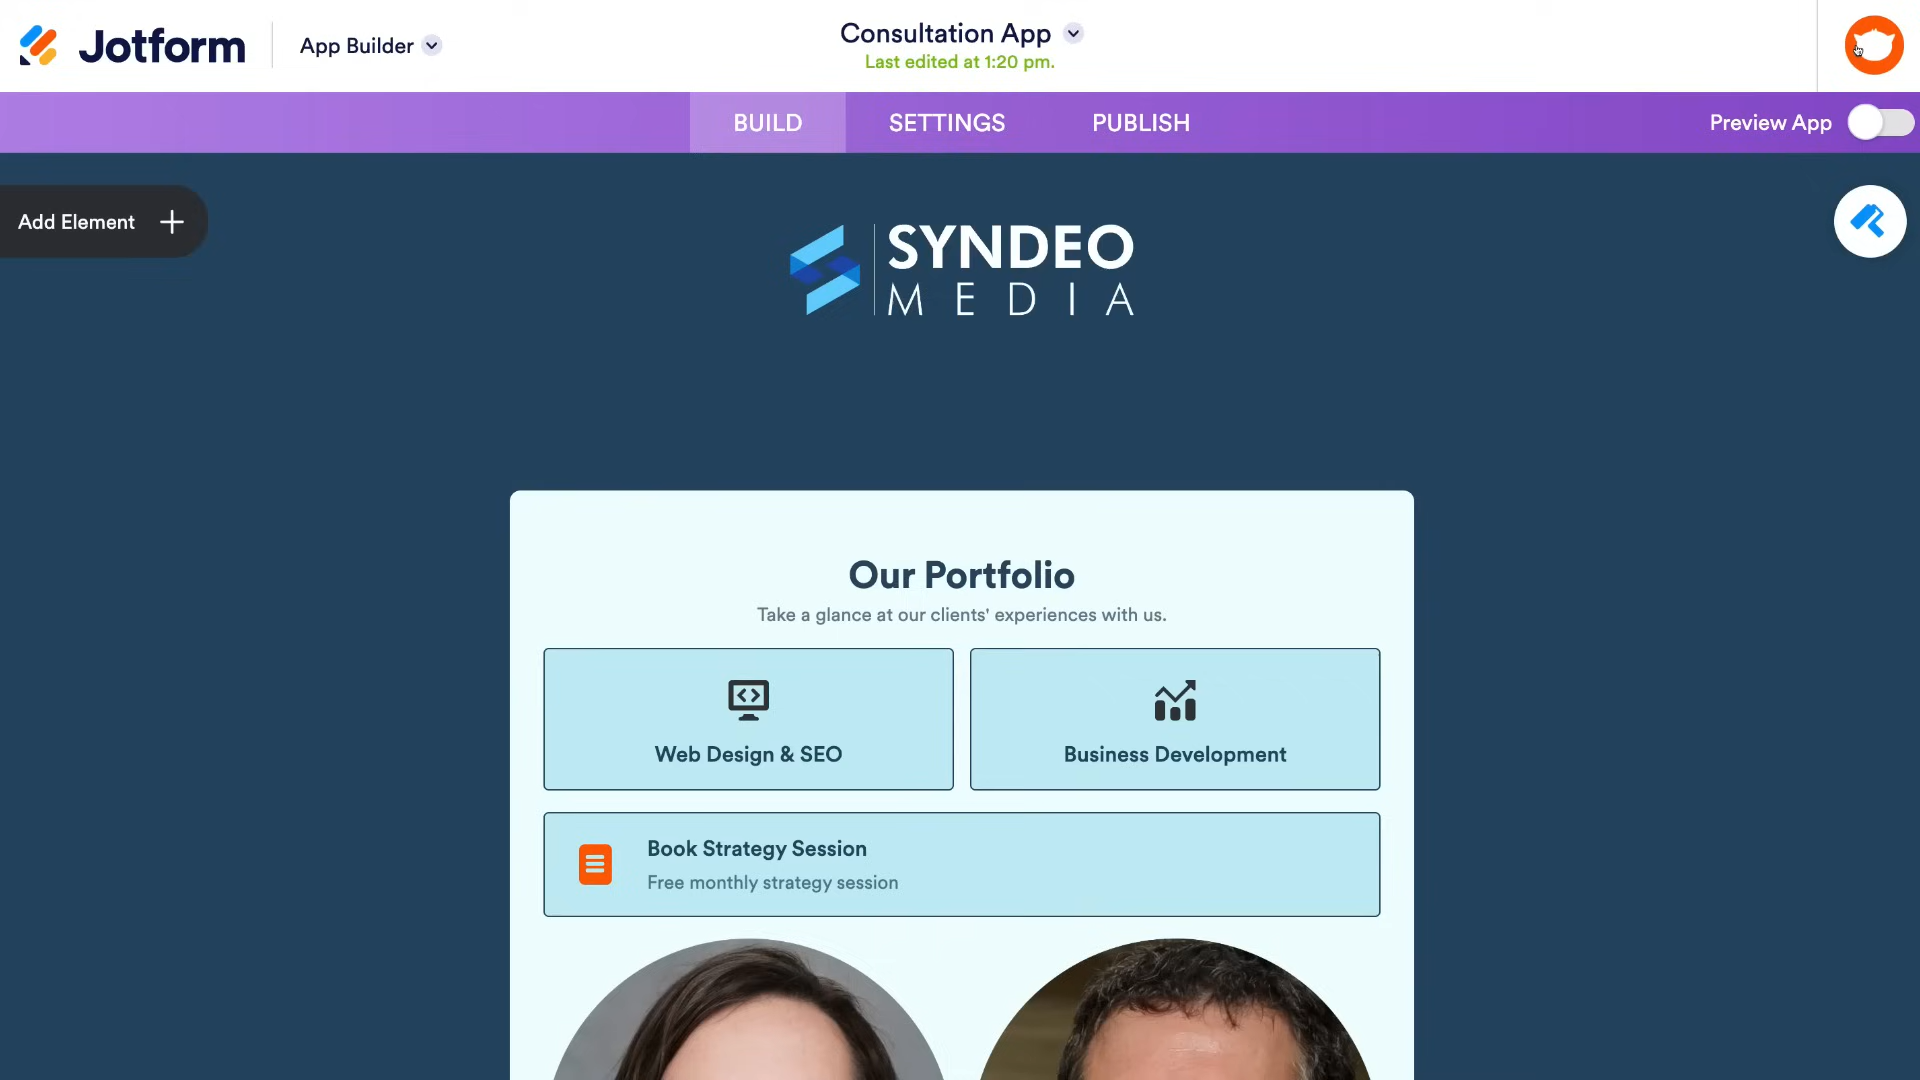 Jotform
App Builder
Consultation App
Last edited at 1:20 pm.
BUILD
SETTINGS
PUBLISH
Preview App
Add Element
SYNDEO
MEDIA
Our Portfolio
Take a glance at our clients' experiences with us.
Web Design & SEO
Business Development
Book Strategy Session
Free monthly strategy session